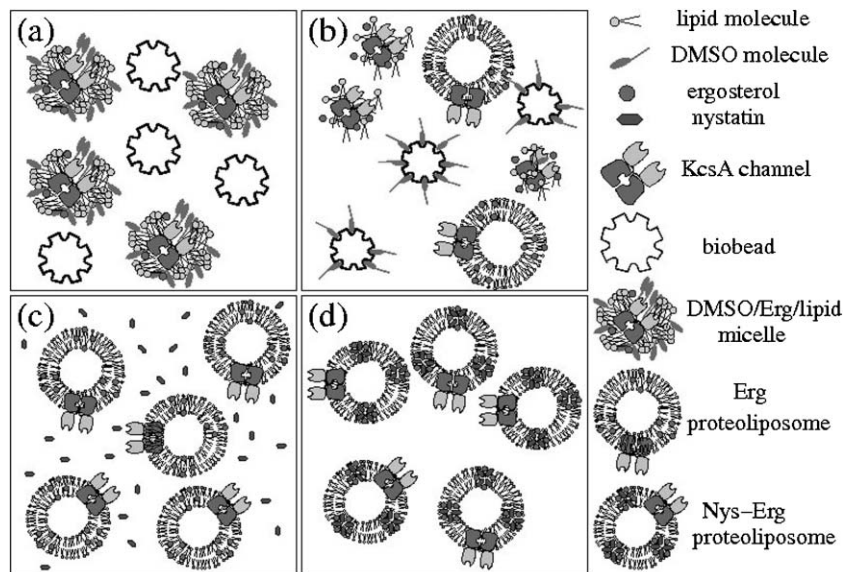 (a)
(b)
(c)
(d)
lipid molecule
DMSO molecule
ergosterol
nystatin
KcsA channel
biobead
DMSO/Erg/lipid
micelle
Erg
proteoliposome
Nys–Erg
proteoliposome